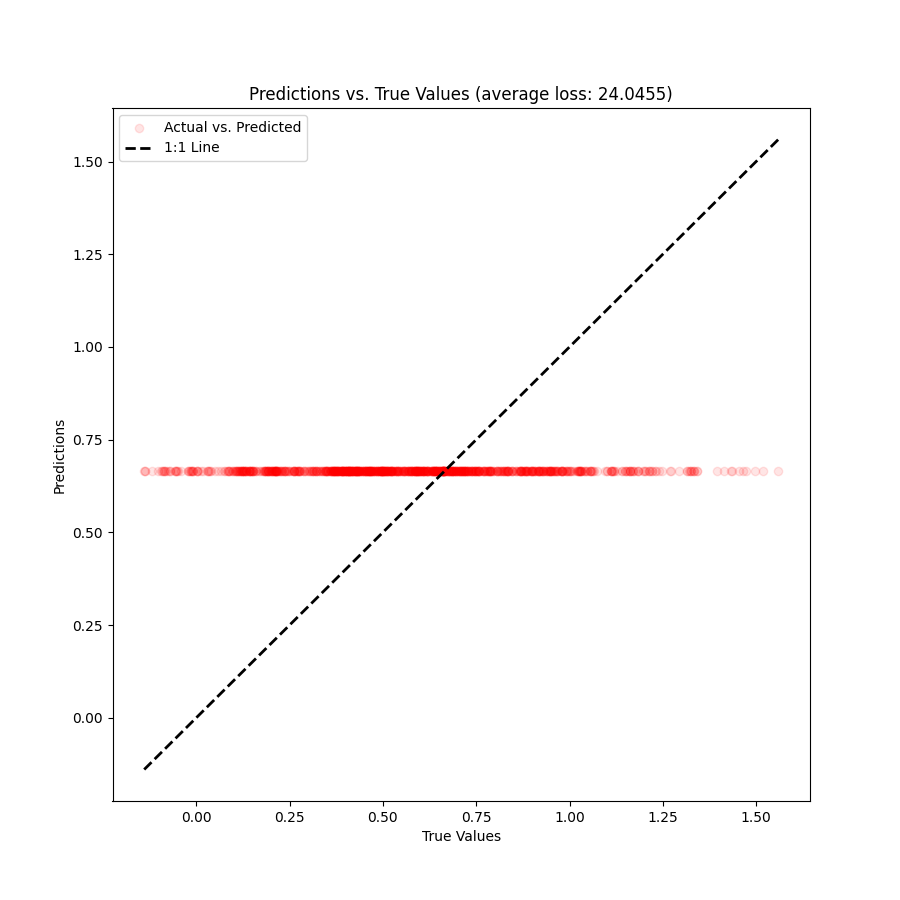 Predictions vs. True Values (average loss: 24.0455)
Actual vs. Predicted
1:1 Line
1.50
1.25
1.00
0.75
0.50
0.25
0.00
Predictions
0.00 0.25 0.50 0.75 1.00 1.25 1.50
True Values